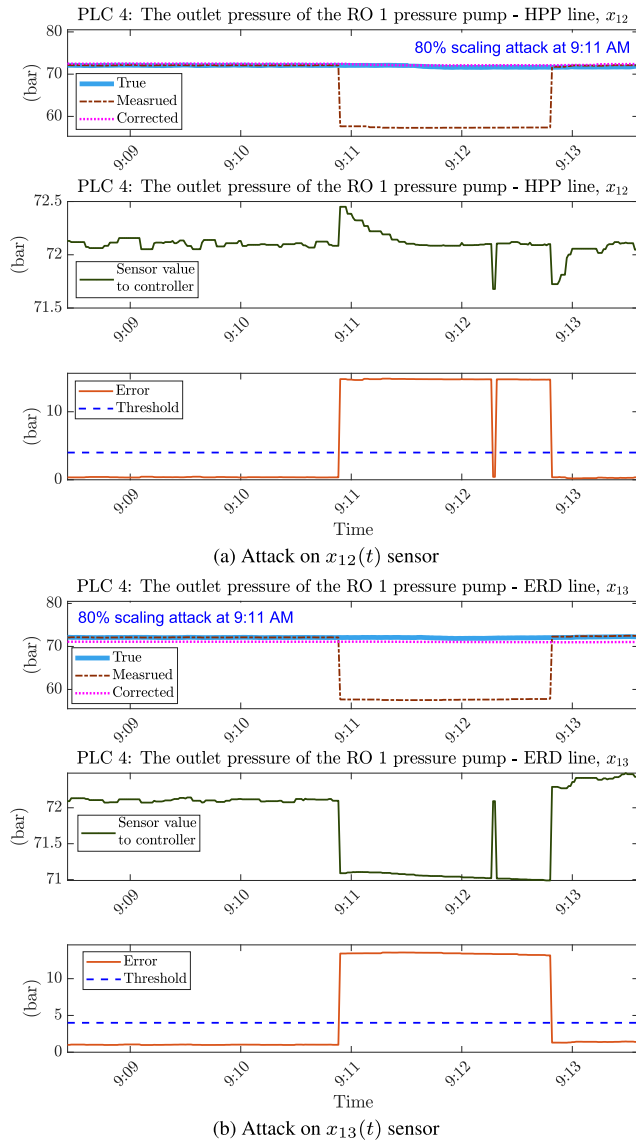 PLC 4: The outlet pressure of the RO 1 pressure pump - HPP line, x12
80
70
60
(bar)
80% scaling attack at 9:11 AM
True
Measrued
Corrected
9:09
9:10
9:11
9:12
9:13
PLC 4: The outlet pressure of the RO 1 pressure pump - HPP line, x12
72.5
72
71.5
(bar)
Sensor value
to controller
9:09
9:10
9:11
9:12
9:13
10
0
(bar)
Error
Threshold
9:09
9:10
9:11
9:12
9:13
Time
(a) Attack on x12(t) sensor
PLC 4: The outlet pressure of the RO 1 pressure pump - ERD line, x13
80
70
60
(bar)
80% scaling attack at 9:11 AM
True
Measrued
Corrected
9:09
9:10
9:11
9:12
9:13
PLC 4: The outlet pressure of the RO 1 pressure pump - ERD line, x13
72
71
(bar)
Sensor value
to controller
9:09
9:10
9:11
9:12
9:13
10
5
0
(bar)
Error
Threshold
9:09
9:10
9:11
9:12
9:13
(b) Attack on x13(t) sensor